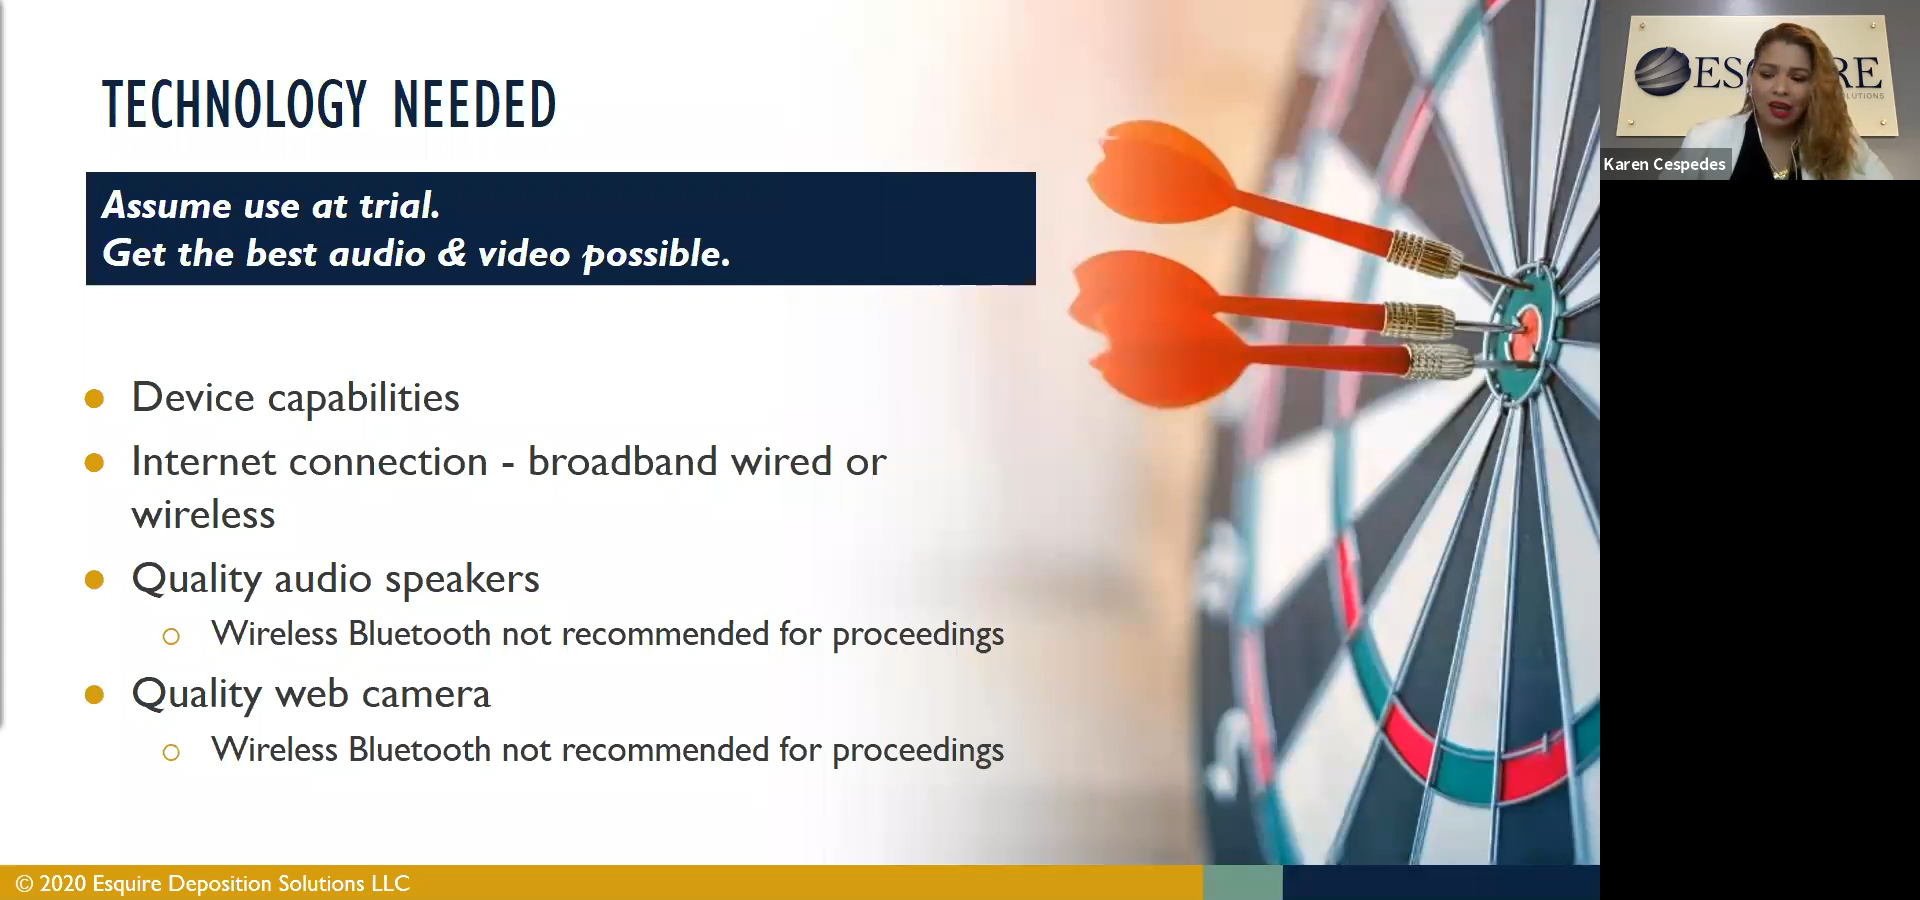 TECHNOLOGY NEEDED
Assume use at trial.
Get the best audio & video possible.
Device capabilities
Internet connection - broadband wired or
wireless
Quality audio speakers
Wireless Bluetooth not recommended for proceedings
Quality web camera
Wireless Bluetooth not recommended for proceedings
© 2020 Esquire Deposition Solutions LLC
Karen Cespedes